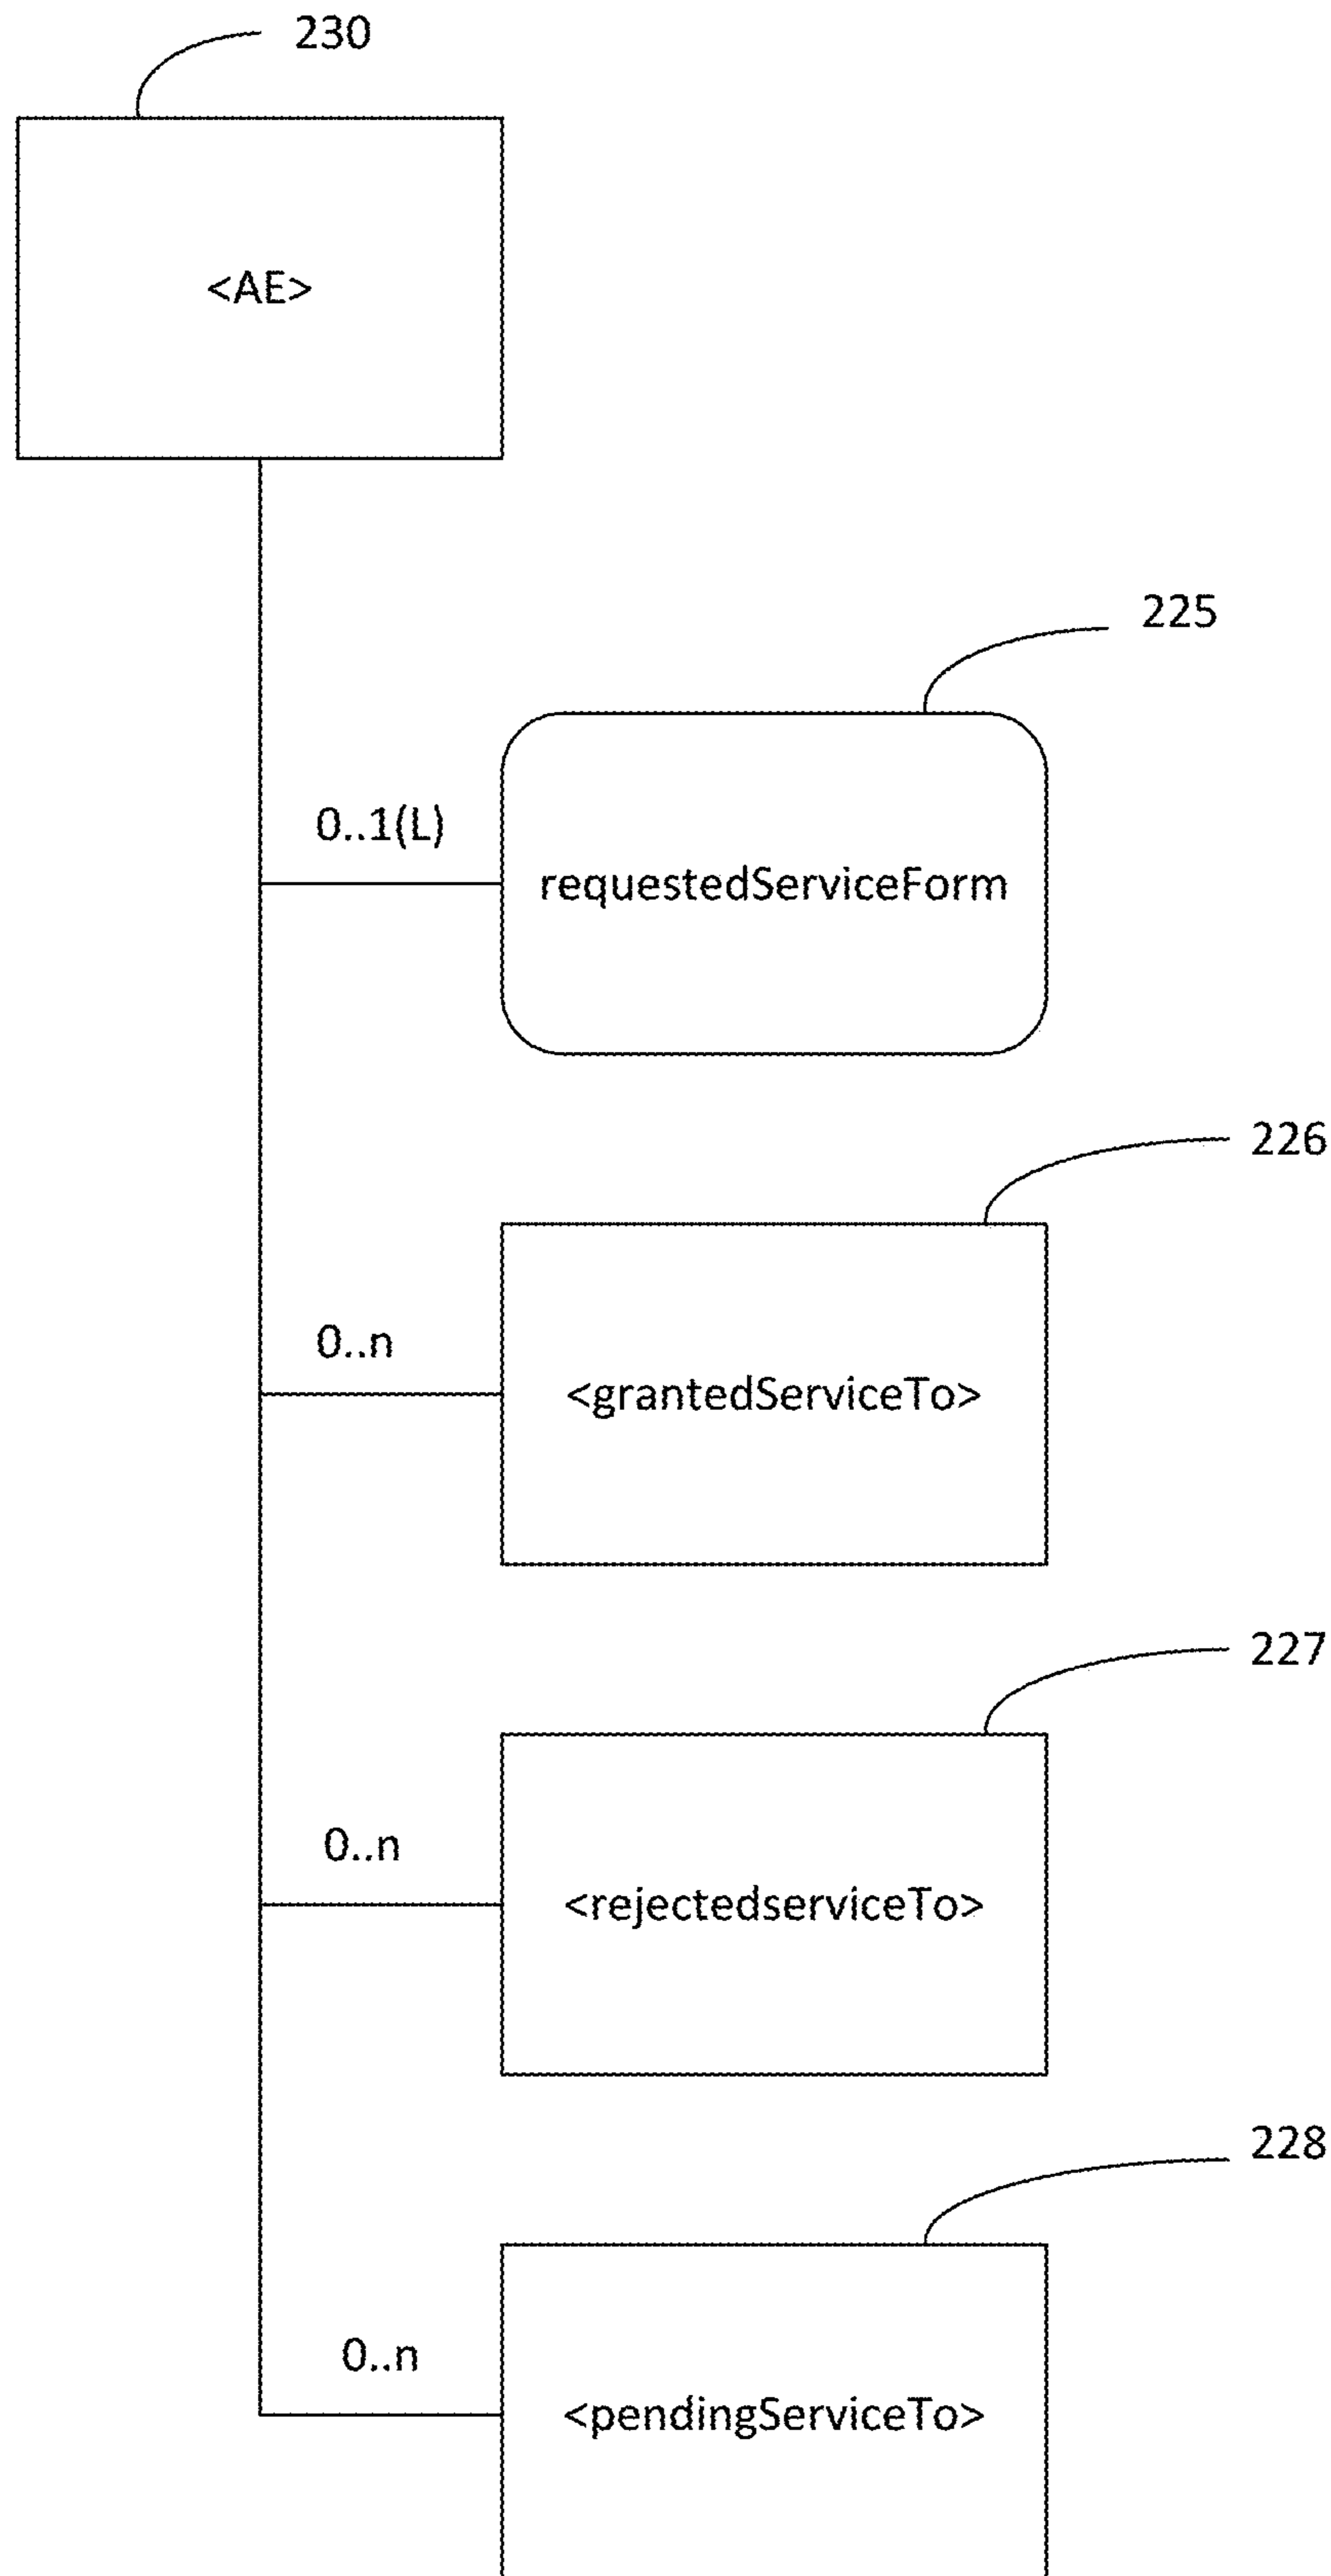 230
<AE>
225
0..1(L)
requestedServiceForm
226
0..n
<grantedServiceTo>
227
0..n
<rejectedserviceTo>
228
0..n
<pendingServiceTo>